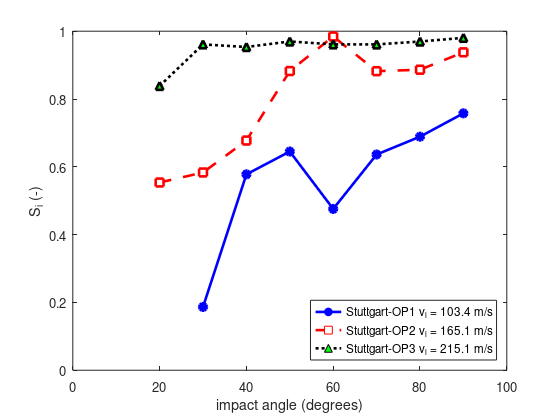 1
0.8
0.6
0.4
0.2
0
0
20
40
60
80
100
S_i (-)
impact angle (degrees)
Stuttgart-OP1 v_i = 103.4 m/s
Stuttgart-OP2 v_i = 165.1 m/s
Stuttgart-OP3 v_i = 215.1 m/s